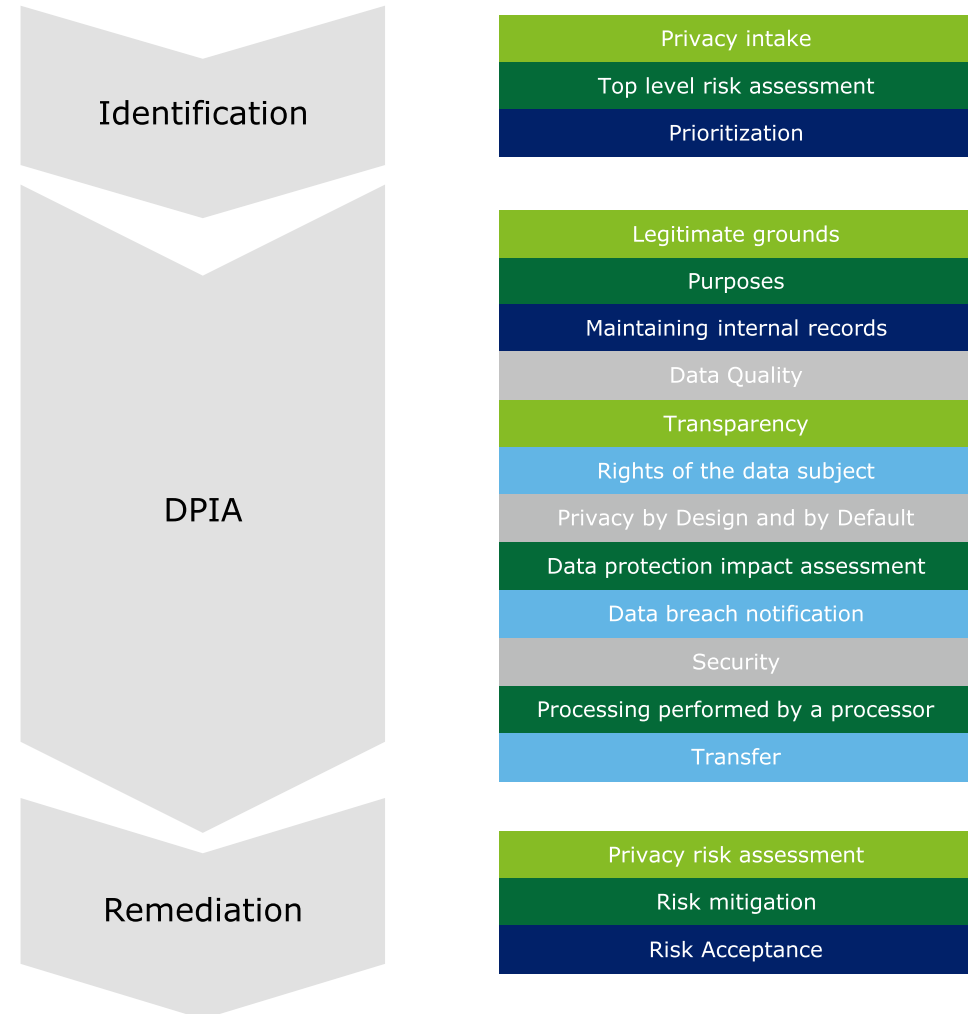 Identification
Privacy intake
Top level risk assessment
Prioritization
DPIA
Legitimate grounds
Purposes
Maintaining internal records
Data Quality
Transparency
Rights of the data subject
Privacy by Design and by Default
Data protection impact assessment
Data breach notification
Security
Processing performed by a processor
Transfer
Remediation
Privacy risk assessment
Risk mitigation
Risk Acceptance